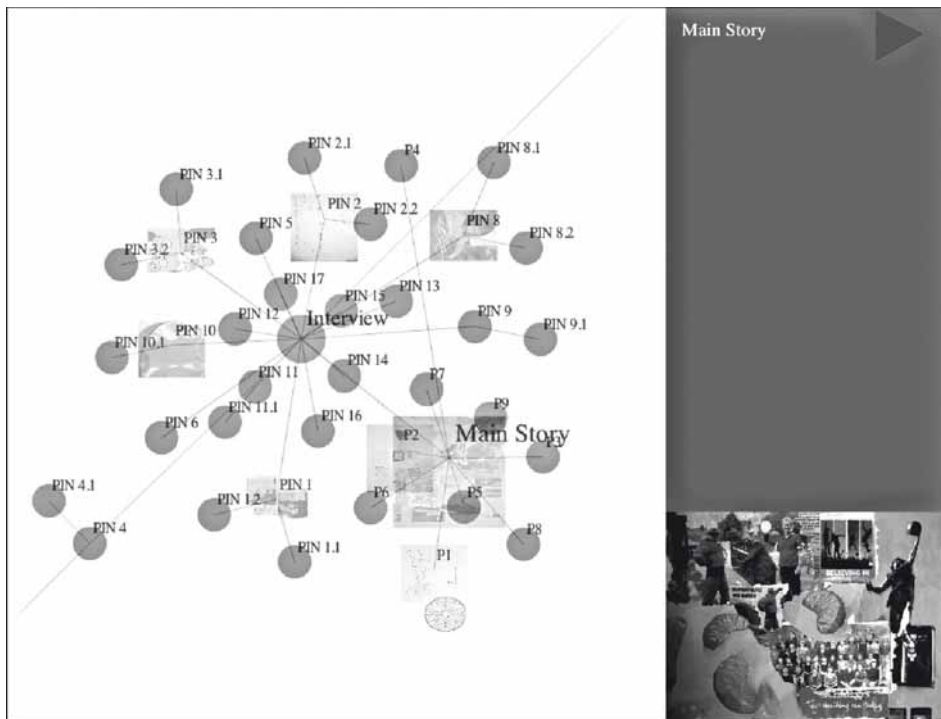 Main Story
PIN 2.1
P4
PIN 8.1
PIN 3.1
PIN 2
PIN 5
PIN 2.2
PIN 8
PIN 8.2
PIN 3.2
PIN 3
PIN 17
PIN 15
PIN 13
PIN 12
Interview
PIN 9
PIN 9.1
PIN 10
PIN 10.1
PIN 14
PIN 11
P7
PIN 11.1
PIN 6
PIN 16
P9
P2
Main Story
P3
PIN 4.1
PIN 1.2
PIN 1
P6
P5
PIN 4
PIN 1.1
P1
P8